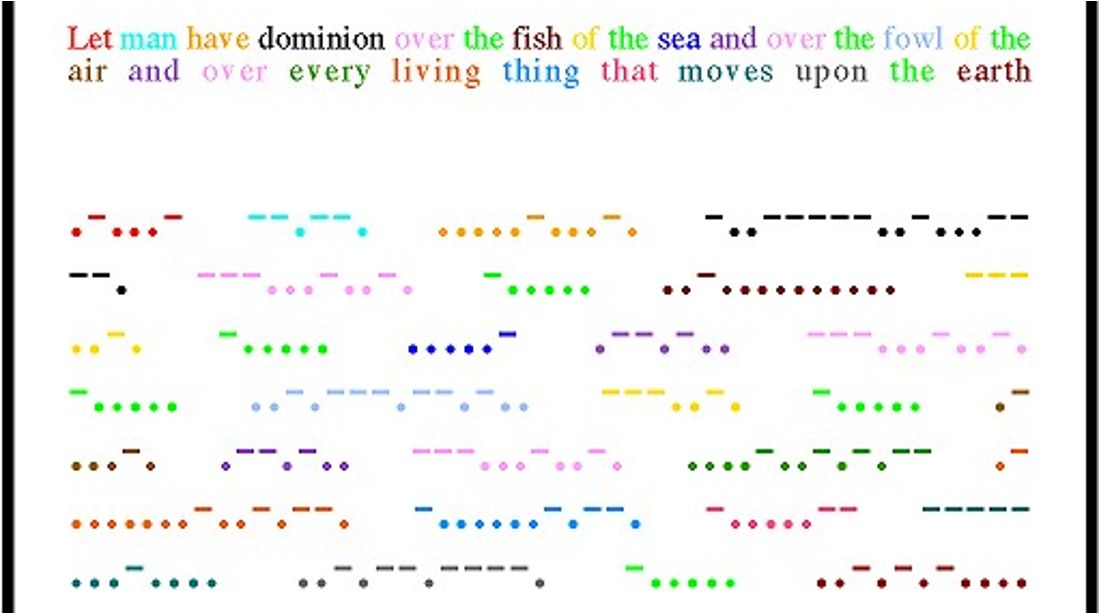 Let man have dominion over the fish of the sea and over the fowl of the
air and over every living thing that moves upon the earth